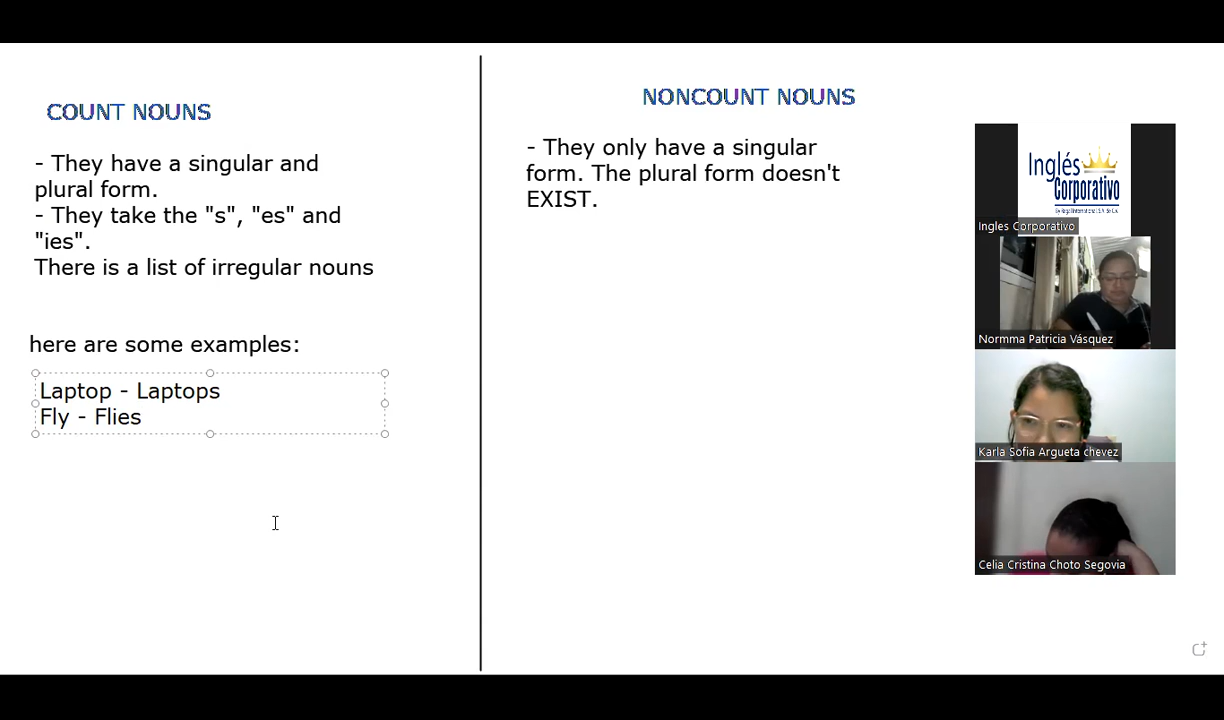 COUNT NOUNS
- They have a singular and
plural form.
- They take the "s", "es" and
"ies".
There is a list of irregular nouns
here are some examples:
Laptop - Laptops
Fly - Flies
NONCOUNT NOUNS
- They only have a singular
form. The plural form doesn't
EXIST.
Inglés
Corporativo
Ingles Corporativo
Normma Patricia Vásquez
Karla Sofia Argueta chevez
Celia Cristina Choto Segovia